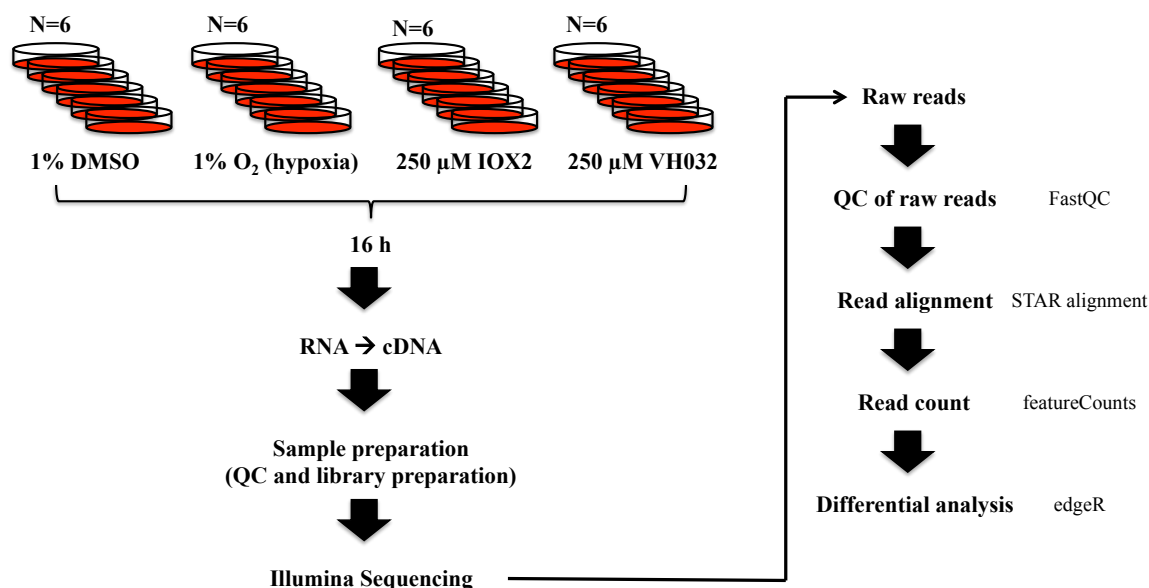 N=6
N=6
N=6
N=6
1% DMSO
1% O₂ (hypoxia)
250 µM IOX2
250 µM VH032
16 h
RNA → cDNA
Sample preparation
(QC and library preparation)
Illumina Sequencing
Raw reads
QC of raw reads
FastQC
Read alignment
STAR alignment
Read count
featureCounts
Differential analysis
edgeR